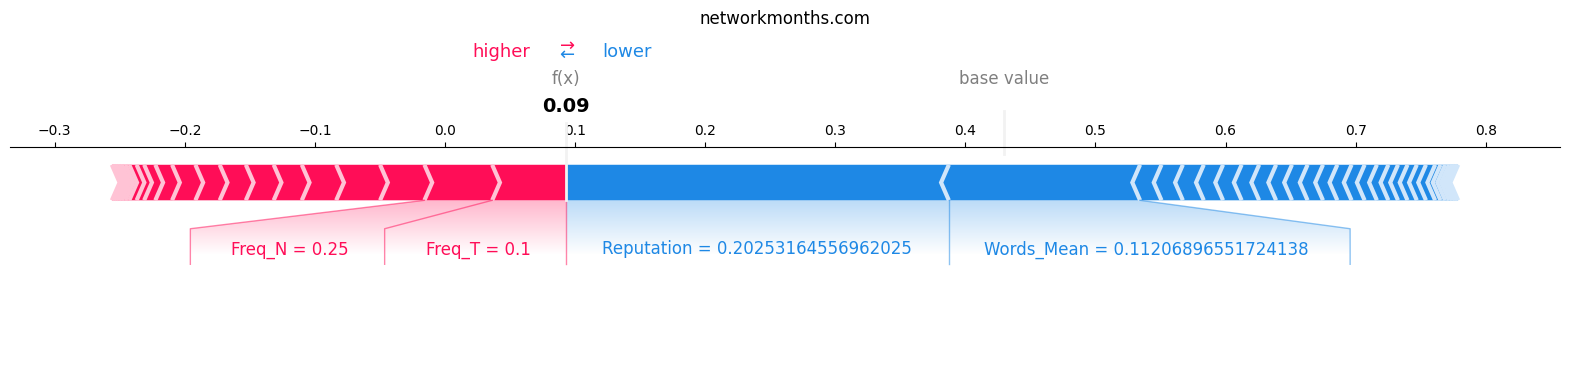 networkmonths.com
higher ⇄ lower
f(x) base value
0.09
−0.3 −0.2 −0.1 0.0 0.1 0.2 0.3 0.4 0.5 0.6 0.7 0.8
Freq_N = 0.25 Freq_T = 0.1 Reputation = 0.20253164556962025 Words_Mean = 0.11206896551724138